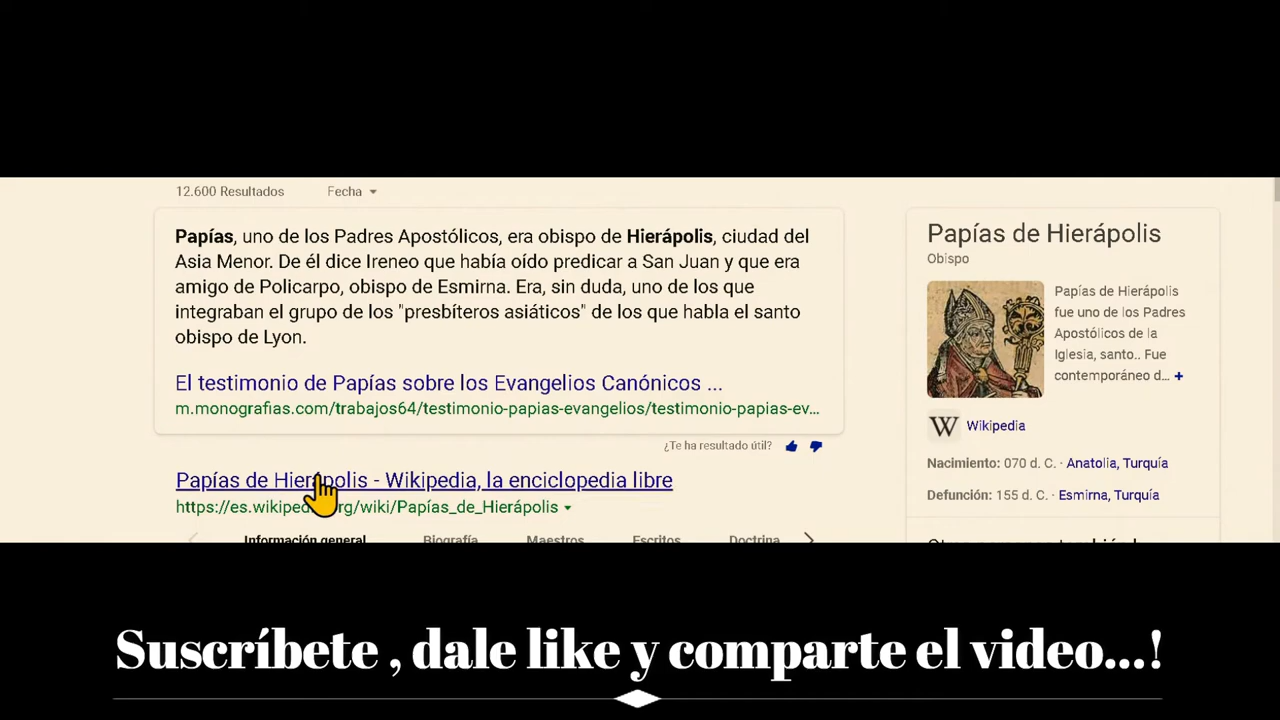 12.600 Resultados Fecha
Papías, uno de los Padres Apostólicos, era obispo de Hierápolis, ciudad del
Asia Menor. De él dice Ireneo que había oído predicar a San Juan y que era
amigo de Policarpo, obispo de Esmirna. Era, sin duda, uno de los que
integraban el grupo de los "presbíteros asiáticos" de los que habla el santo
obispo de Lyon.
El testimonio de Papías sobre los Evangelios Canónicos ...
m.monografias.com/trabajos64/testimonio-papias-evangelios/testimonio-papias-ev...
¿Te ha resultado útil?
Papías de Hierápolis - Wikipedia, la enciclopedia libre
https://es.wikiped rg/wiki/Papías_de_Hierápolis
Información general Biografía Maestros Escritos Doctrina
Papías de Hierápolis
Obispo
Papías de Hierápolis
fue uno de los Padres
Apostólicos de la
Iglesia, santo.. Fue
contemporáneo d... +
W Wikipedia
Nacimiento: 070 d. C. · Anatolia, Turquía
Defunción: 155 d. C. · Esmirna, Turquía
Suscríbete , dale like y comparte el video...!